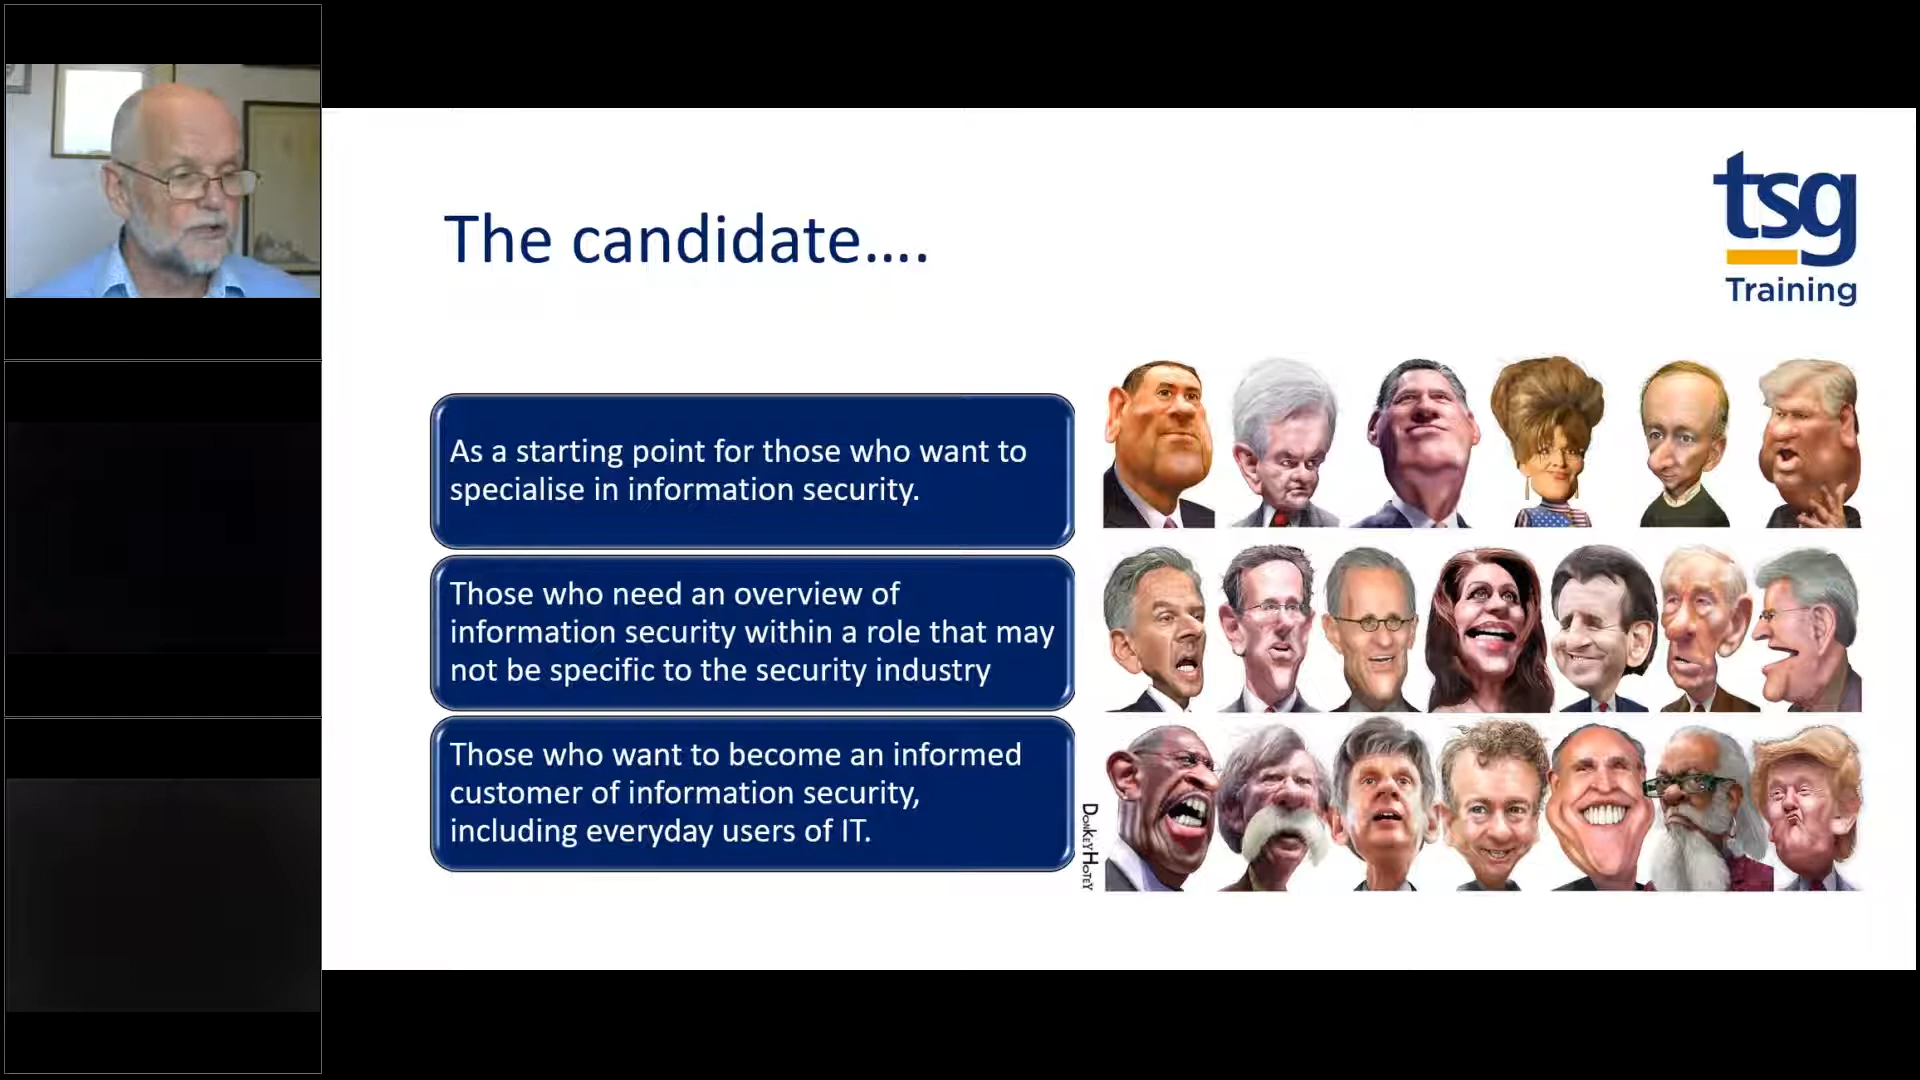 The candidate....
tsg
Training
As a starting point for those who want to
specialise in information security.
Those who need an overview of
information security within a role that may
not be specific to the security industry
Those who want to become an informed
customer of information security,
including everyday users of IT.
DonkeyHotey